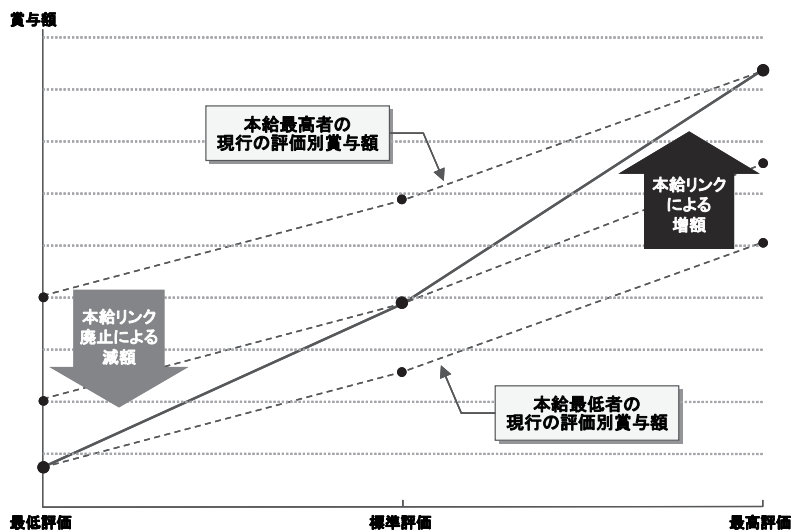 賞与額
本給最高者の
現行の評価別賞与額
本給リンク
による
増額
本給リンク
廃止による
減額
本給最低者の
現行の評価別賞与額
最低評価
標準評価
最高評価